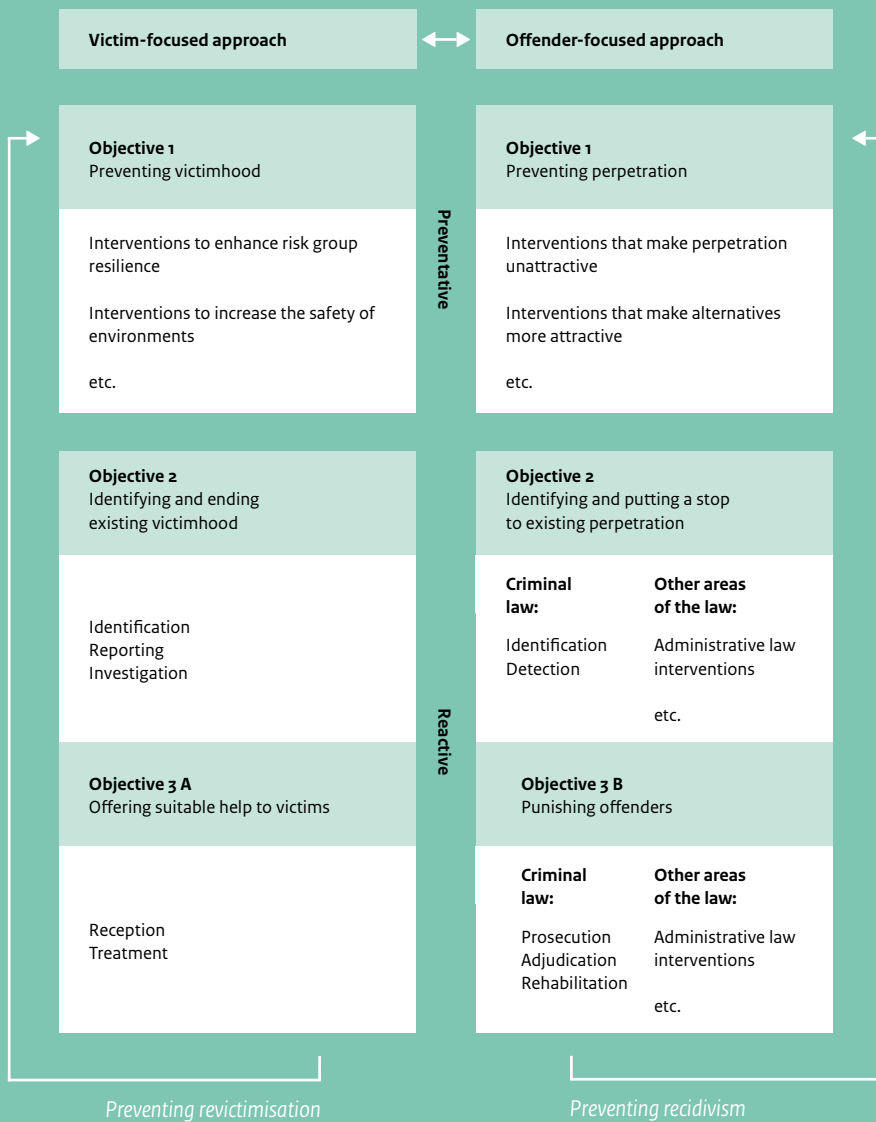 Victim-focused approach
Offender-focused approach
Objective 1
Preventing victimhood
Interventions to enhance risk group
resilience
Interventions to increase the safety of
environments
etc.
Preventative
Objective 1
Preventing perpetration
Interventions that make perpetration
unattractive
Interventions that make alternatives
more attractive
etc.
Objective 2
Identifying and ending
existing victimhood
Identification
Reporting
Investigation
Reactive
Objective 2
Identifying and putting a stop
to existing perpetration
Criminal
law:
Identification
Detection
Other areas
of the law:
Administrative law
interventions
etc.
Objective 3 A
Offering suitable help to victims
Reception
Treatment
Objective 3 B
Punishing offenders
Criminal
law:
Prosecution
Adjudication
Rehabilitation
Other areas
of the law:
Administrative law
interventions
etc.
Preventing revictimisation
Preventing recidivism